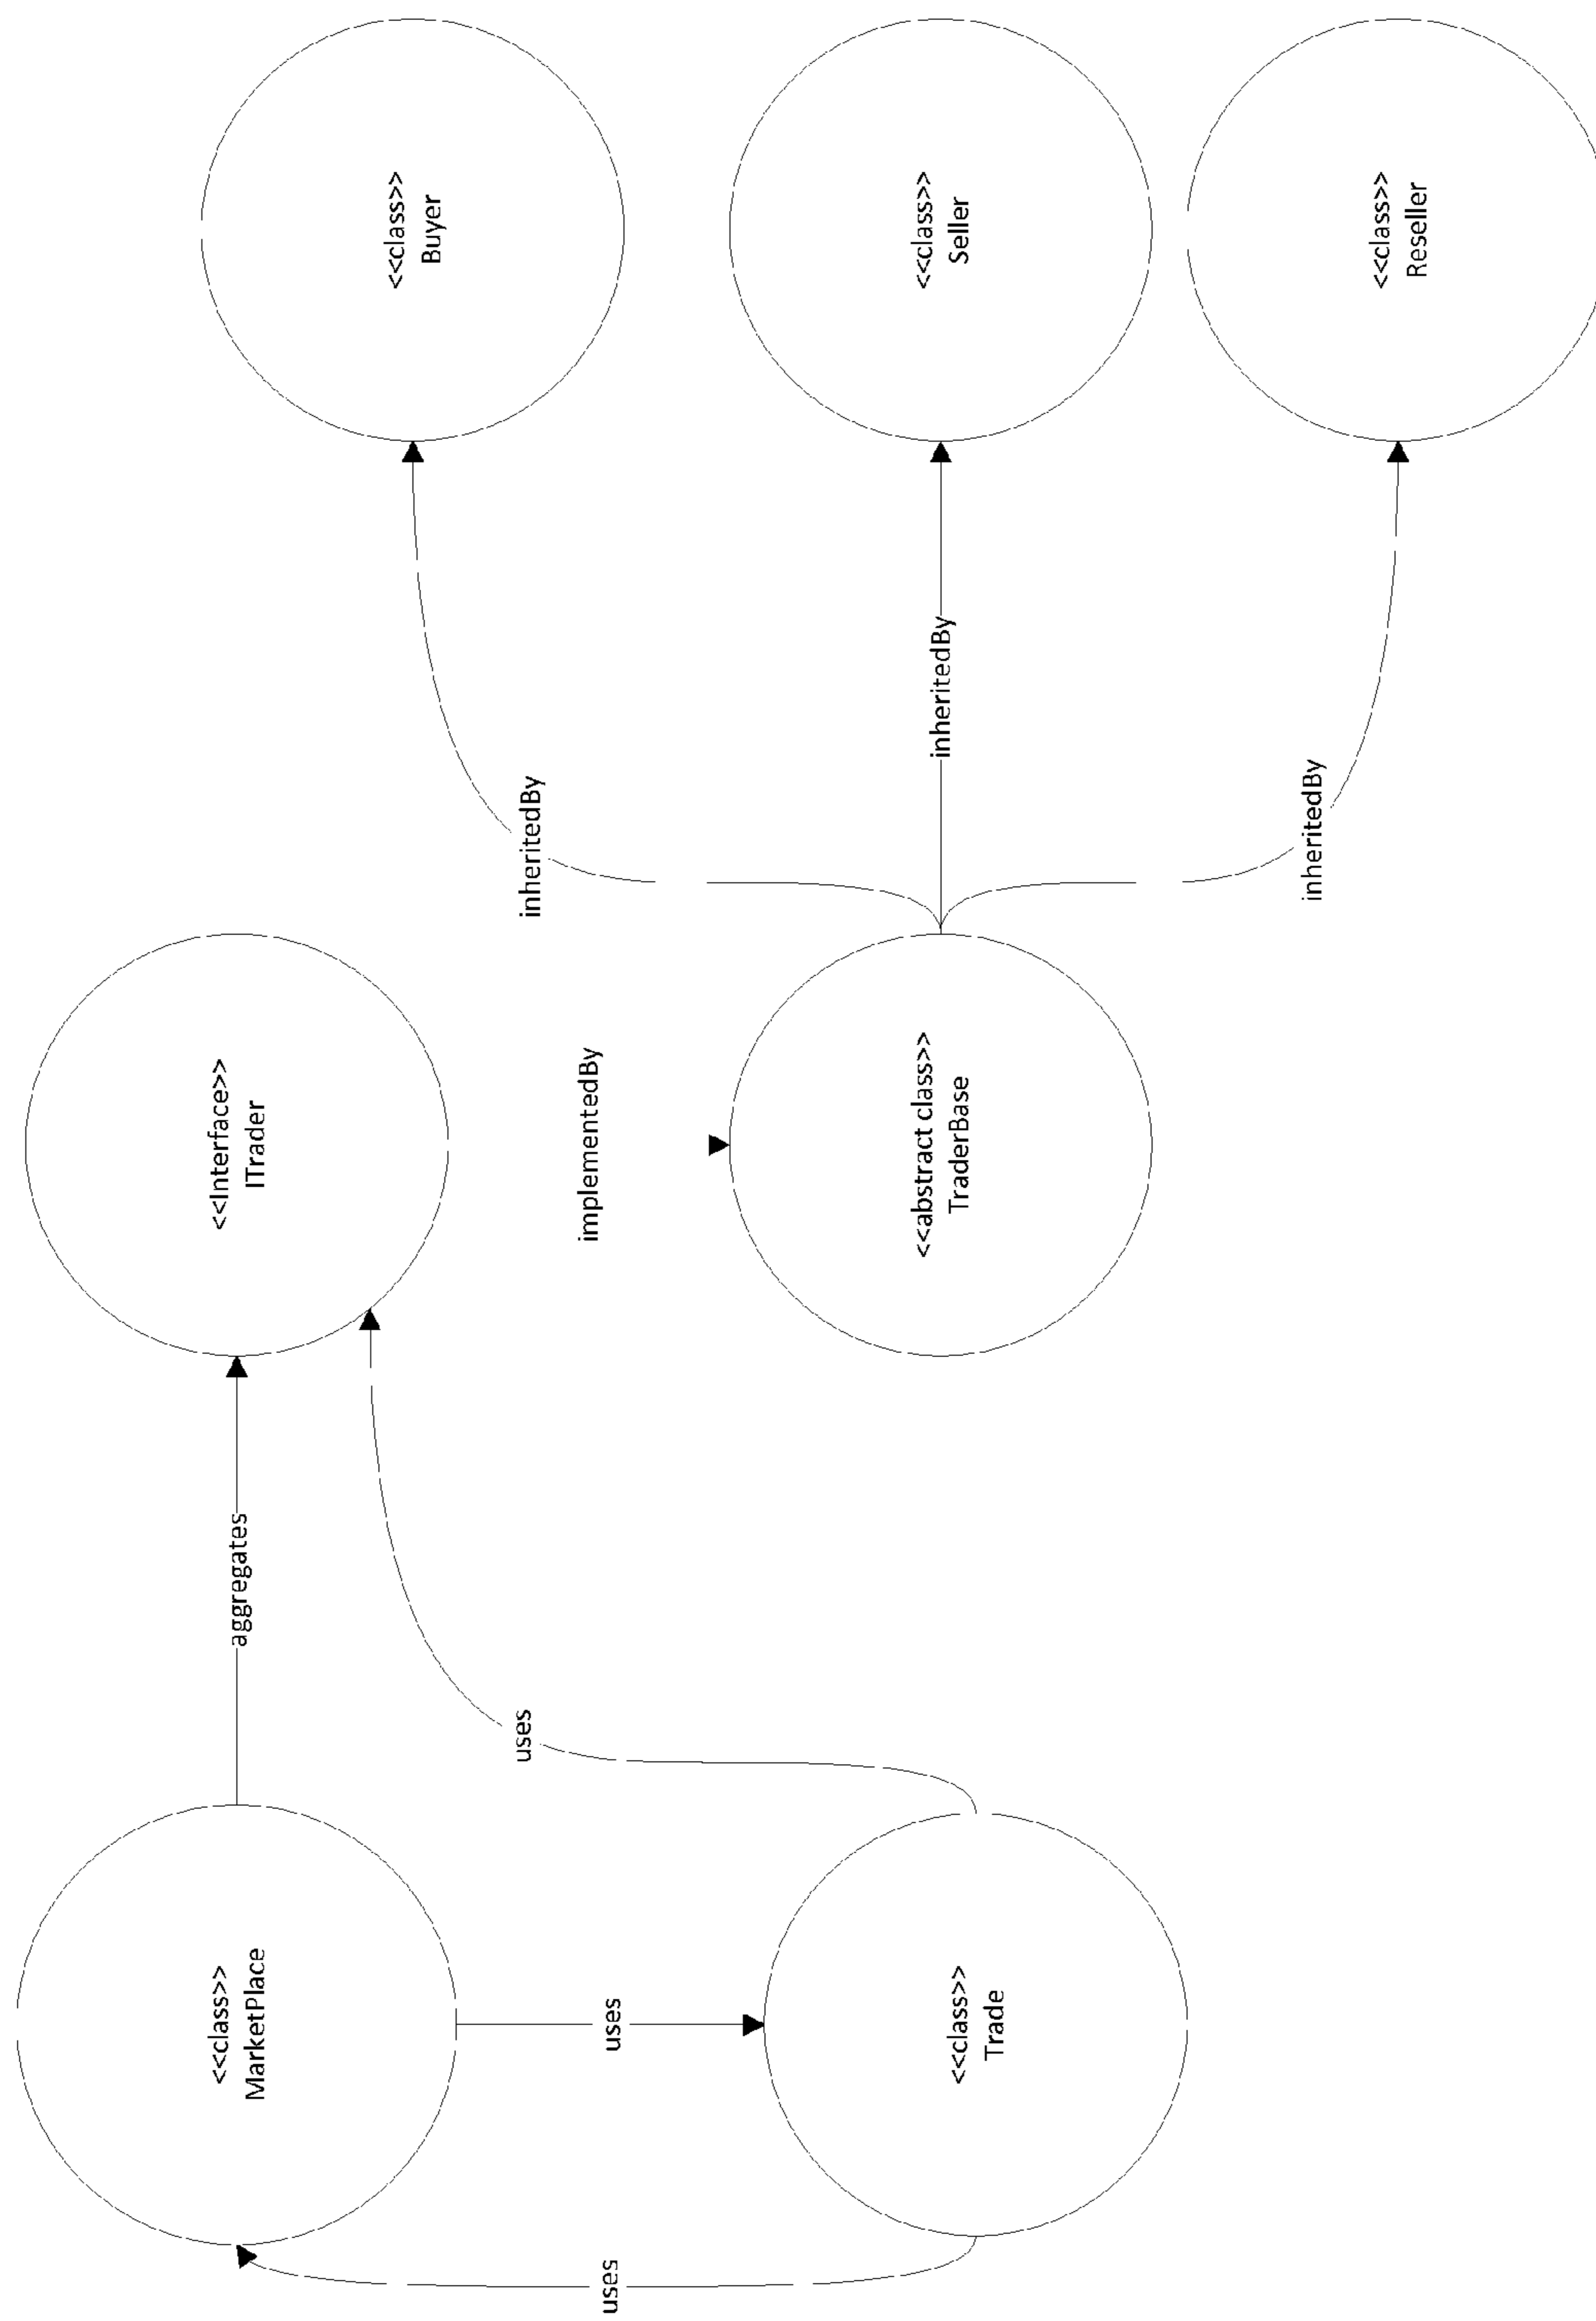 <<class>>
MarketPlace
aggregates
<<Interface>>
ITrader
uses
uses
uses
<<class>>
Trade
implementedBy
<<abstract class>>
TraderBase
inheritedBy
inheritedBy
inheritedBy
<<class>>
Buyer
<<class>>
Seller
<<class>>
Reseller